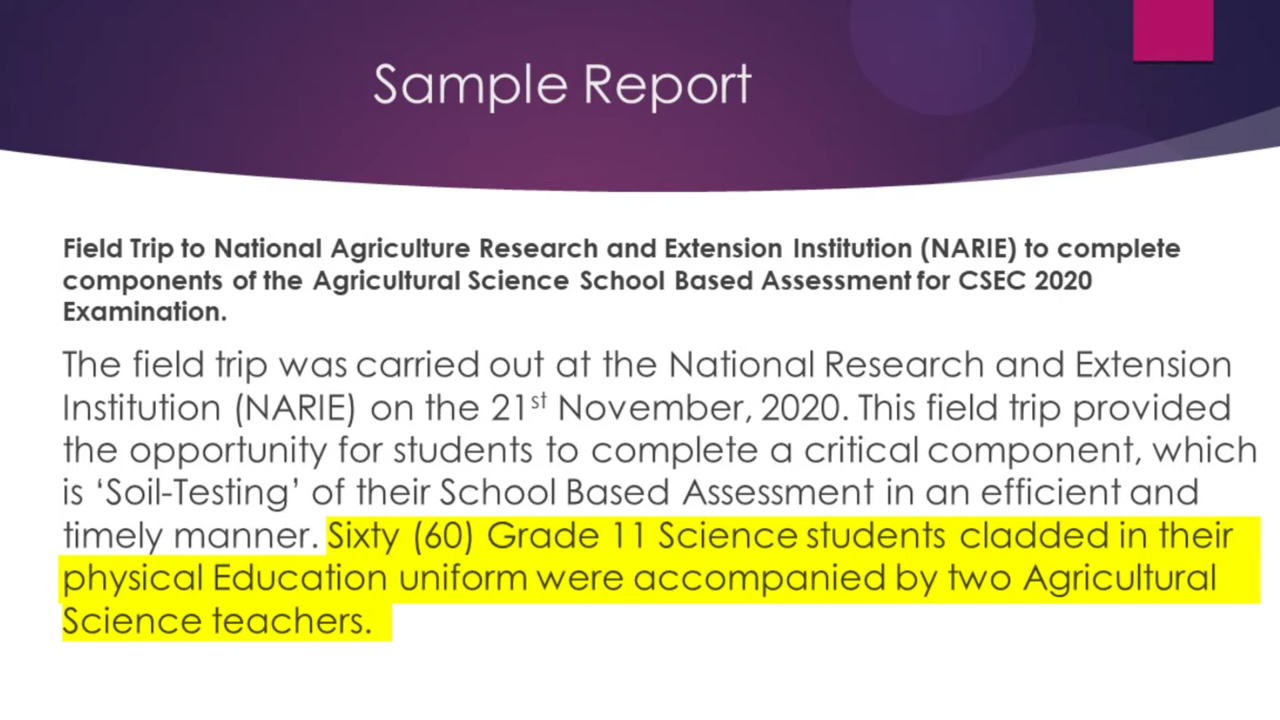 Sample Report
Field Trip to National Agriculture Research and Extension Institution (NARIE) to complete
components of the Agricultural Science School Based Assessment for CSEC 2020
Examination.
The field trip was carried out at the National Research and Extension
Institution (NARIE) on the 21st November, 2020. This field trip provided
the opportunity for students to complete a critical component, which
is ‘Soil-Testing’ of their School Based Assessment in an efficient and
timely manner. Sixty (60) Grade 11 Science students cladded in their
physical Education uniform were accompanied by two Agricultural
Science teachers.